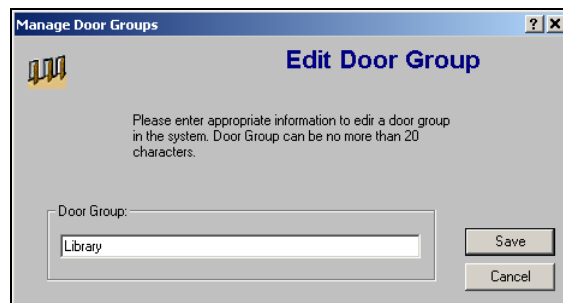 Manage Door Groups
Edit Door Group
Please enter appropriate information to edir a door group
in the system. Door Group can be no more than 20
characters.
Door Group:
Library
Save
Cancel